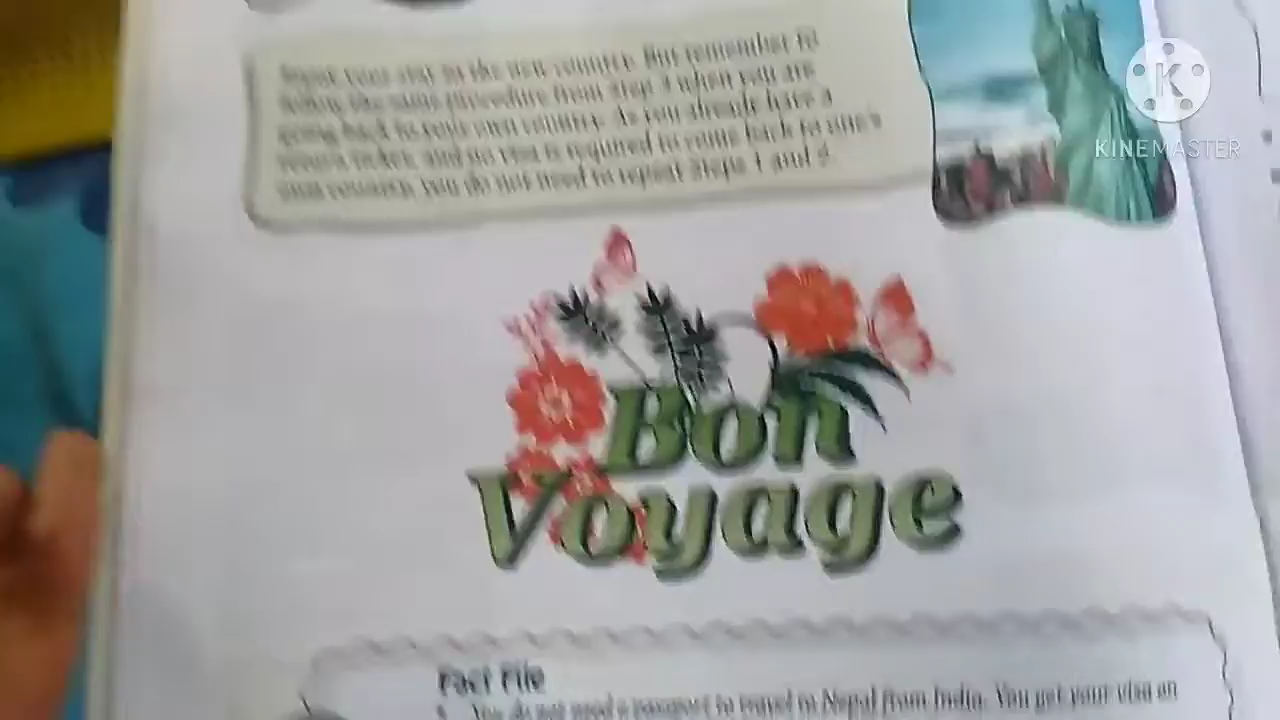 Enjoy your stay in the new country. But remember to
follow the same procedure from Step 3 when you are
going back to your own country. As you already have a
return ticket, and no visa is required to come back to one's
own country, you do not need to repeat Steps 1 and 2.
K
KINEMASTER
Bon
Voyage
Fact File
You do not need a passport to travel to Nepal from India. You get your visa on